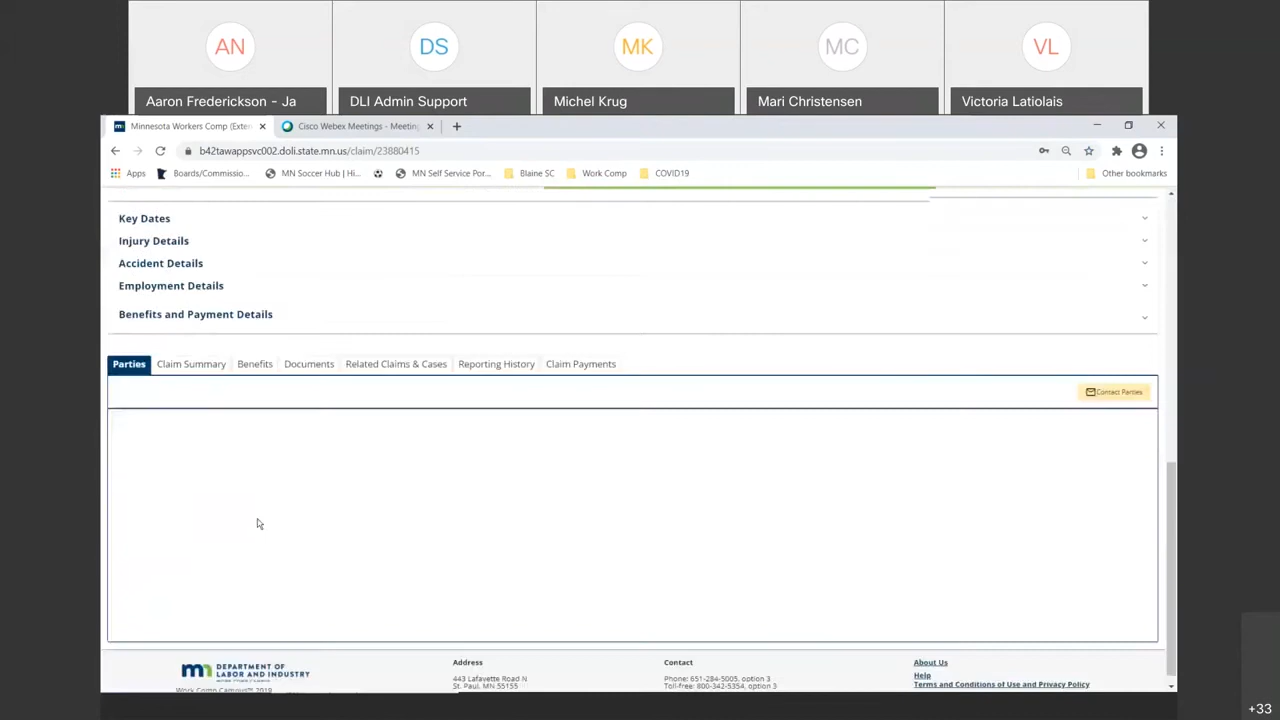 AN
DS
MK
MC
VL
Aaron Frederickson - Ja
DLI Admin Support
Michel Krug
Mari Christensen
Victoria Latiolais
Minnesota Workers Comp (Exter
Cisco Webex Meetings - Meeting
b42tawappsvc002.doli.state.mn.us/claim/23880415
Apps
Boards/Commissio...
MN Soccer Hub | Hi...
MN Self Service Por...
Blaine SC
Work Comp
COVID19
Other bookmarks
Key Dates
Injury Details
Accident Details
Employment Details
Benefits and Payment Details
Parties
Claim Summary
Benefits
Documents
Related Claims & Cases
Reporting History
Claim Payments
Contact Parties
DEPARTMENT OF
LABOR AND INDUSTRY
Work Comp Campus℠ 2019
Address
443 Lafayette Road N
St. Paul, MN 55155
Contact
Phone: 651-284-5005, option 3
Toll-free: 800-342-5354, option 3
About Us
Help
Terms and Conditions of Use and Privacy Policy
+33